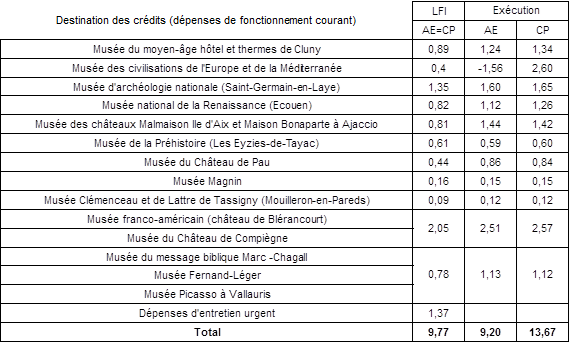 Destination des crédits (dépenses de fonctionnement courant) LFI Exécution
AE=CP AE CP
Musée du moyen-âge hôtel et thermes de Cluny 0,89 1,24 1,34
Musée des civilisations de l'Europe et de la Méditerranée 0,4 -1,56 2,60
Musée d'archéologie nationale (Saint-Germain-en-Laye) 1,35 1,60 1,65
Musée national de la Renaissance (Ecouen) 0,82 1,12 1,26
Musée des châteaux Malmaison Ile d'Aix et Maison Bonaparte à Ajaccio 0,81 1,44 1,42
Musée de la Préhistoire (Les Eyzies-de-Tayac) 0,61 0,59 0,60
Musée du Château de Pau 0,44 0,86 0,84
Musée Magnin 0,16 0,15 0,15
Musée Clémenceau et de Lattre de Tassigny (Mouilleron-en-Pareds) 0,09 0,12 0,12
Musée franco-américain (château de Blérancourt)
2,05 2,51 2,57
Musée du Château de Compiègne
Musée du message biblique Marc -Chagall
Musée Fernand-Léger 0,78 1,13 1,12
Musée Picasso à Vallauris
Dépenses d'entretien urgent 1,37
Total 9,77 9,20 13,67